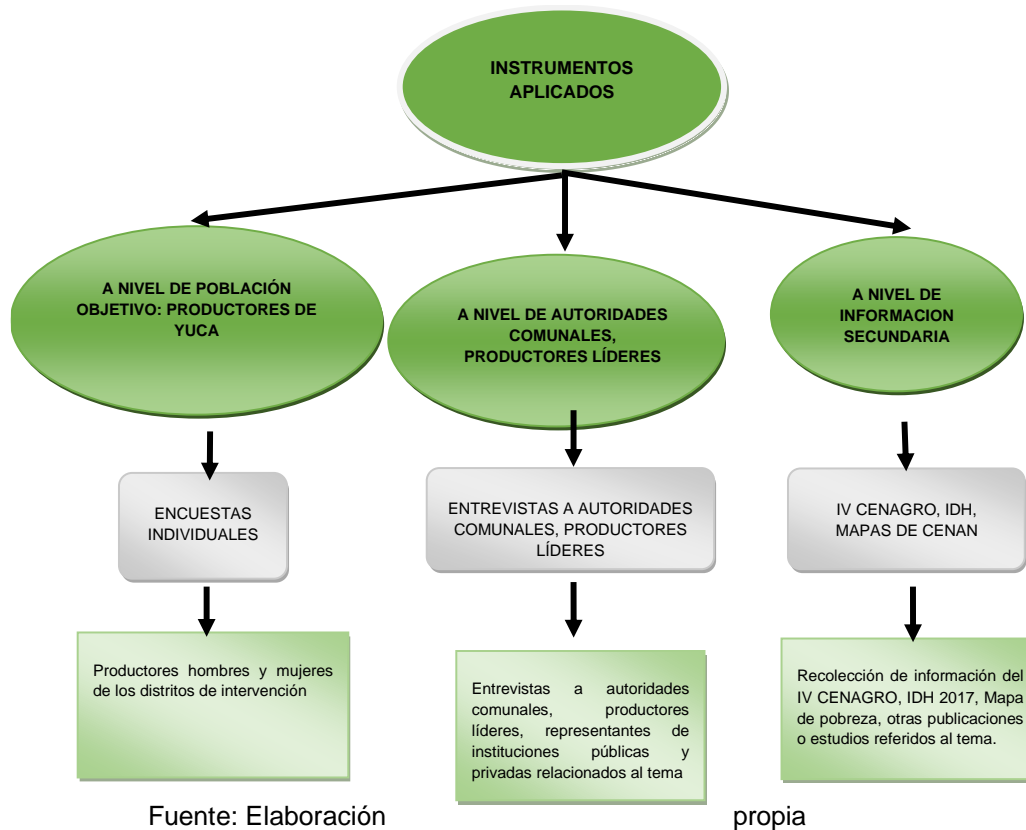 INSTRUMENTOS
APLICADOS
A NIVEL DE POBLACIÓN
OBJETIVO: PRODUCTORES DE
YUCA
A NIVEL DE AUTORIDADES
COMUNALES,
PRODUCTORES LÍDERES
A NIVEL DE
INFORMACION
SECUNDARIA
ENCUESTAS
INDIVIDUALES
ENTREVISTAS A AUTORIDADES
COMUNALES, PRODUCTORES
LÍDERES
IV CENAGRO, IDH,
MAPAS DE CENAN
Productores hombres y mujeres
de los distritos de intervención
Entrevistas a autoridades
comunales, productores
líderes, representantes de
instituciones públicas y
privadas relacionados al tema
Recolección de información del
IV CENAGRO, IDH 2017, Mapa
de pobreza, otras publicaciones
o estudios referidos al tema.
Fuente: Elaboración propia